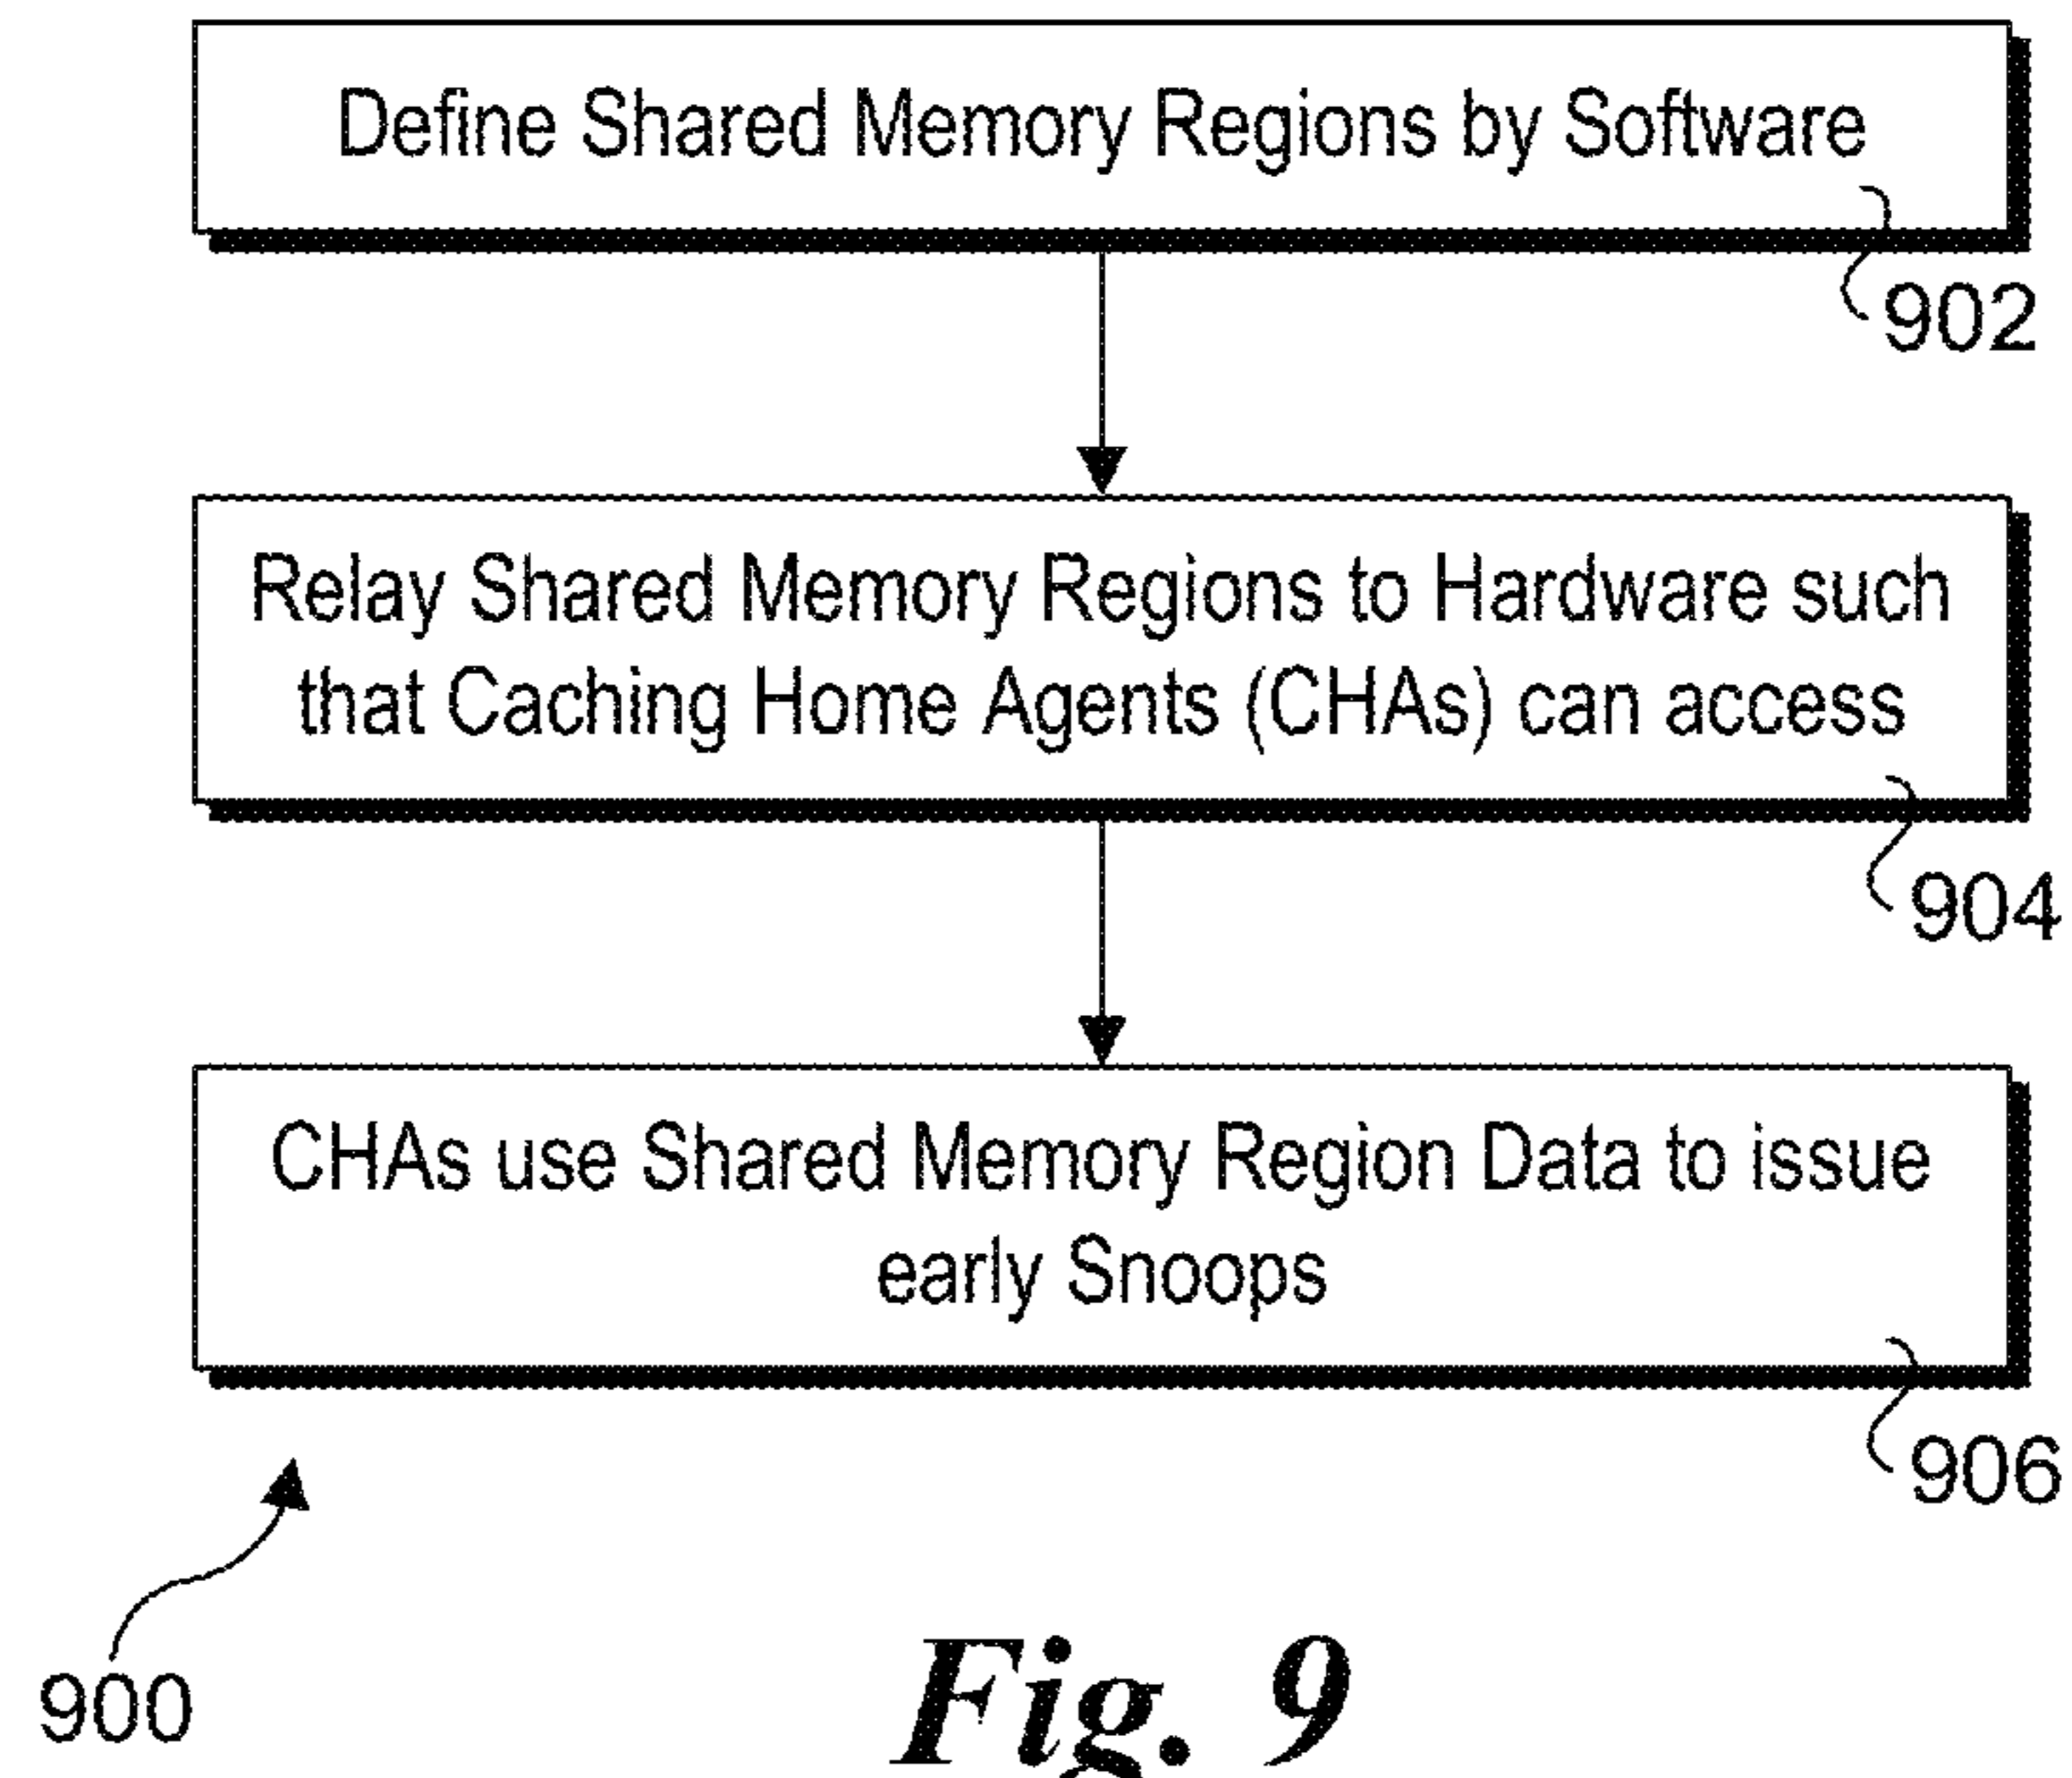 Define Shared Memory Regions by Software
902
Relay Shared Memory Regions to Hardware such
that Caching Home Agents (CHAs) can access
904
CHAs use Shared Memory Region Data to issue
early Snoops
906
900
Fig. 9